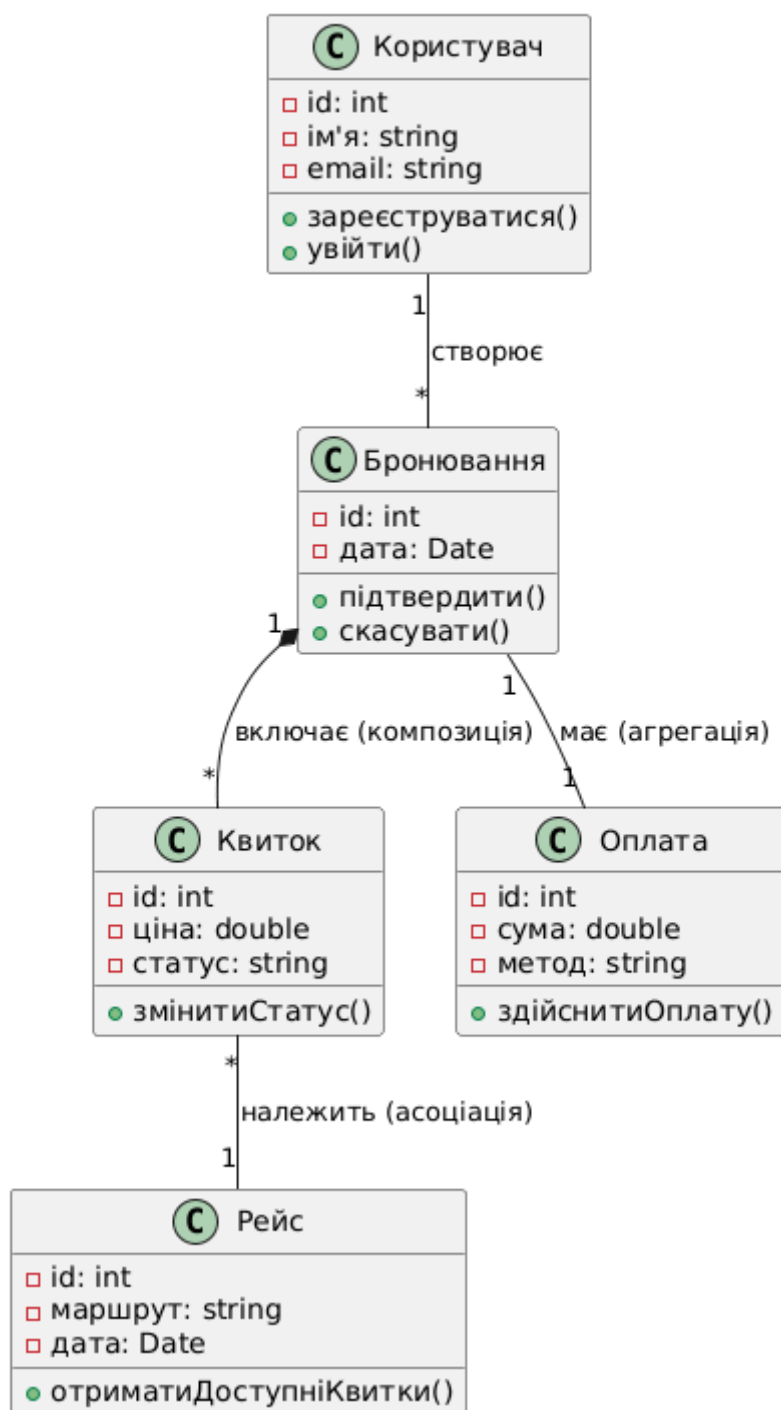 C Користувач
id: int
ім'я: string
email: string
зареєструватися()
увійти()
1
створює
*
C Бронювання
id: int
дата: Date
підтвердити()
скасувати()
1
1
включає (композиція)
має (агрегація)
*
1
C Квиток
id: int
ціна: double
статус: string
змінитиСтатус()
C Оплата
id: int
сума: double
метод: string
здійснитиОплату()
*
належить (асоціація)
1
C Рейс
id: int
маршрут: string
дата: Date
отриматиДоступніКвитки()